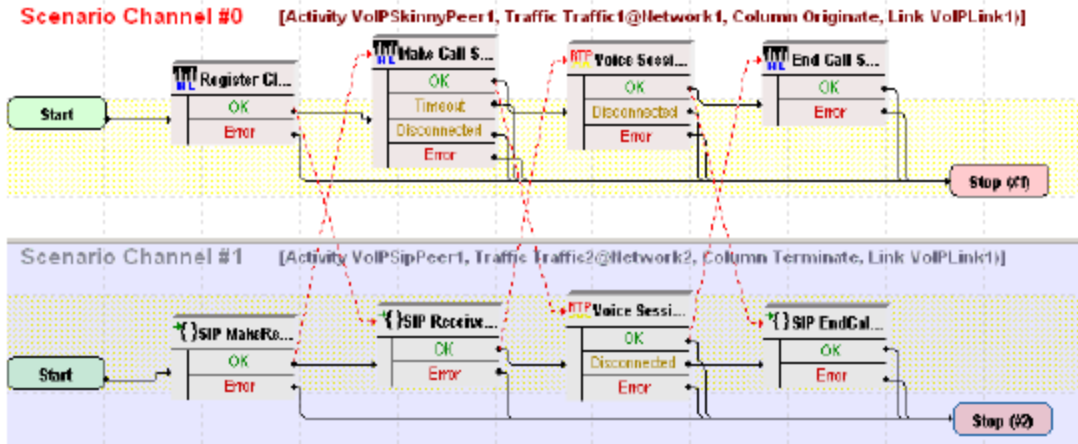 Scenario Channel #0 [Activity VoIPSkinnyPeer1, Traffic Traffic1@Network1, Column Originate, Link VoIPLink1)]
Start
Register Cl...
OK
Error
Make Call S...
OK
Timeout
Disconnected
Error
RTP Voice Sessi...
OK
Disconnected
Error
End Call S...
OK
Error
Stop (#1)
Scenario Channel #1 [Activity VoIPSipPeer1, Traffic Traffic2@Network2, Column Terminate, Link VoIPLink1)]
Start
{}SIP MakeRe...
OK
Error
{}SIP Receive...
OK
Error
RTP Voice Sessi...
OK
Disconnected
Error
{}SIP EndCal...
OK
Error
Stop (#2)